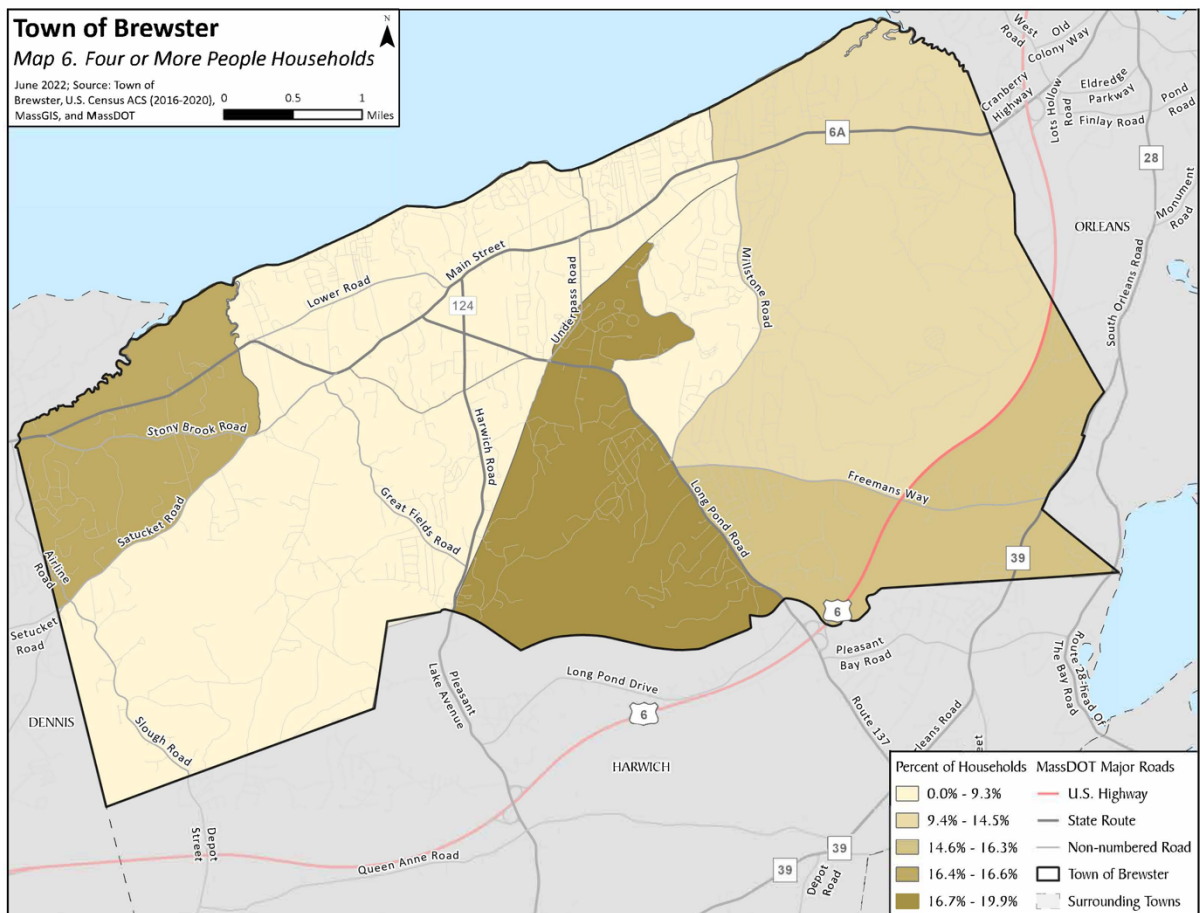 Town of Brewster
Map 6. Four or More People Households
June 2022; Source: Town of
Brewster, U.S. Census ACS (2016-2020),
MassGIS, and MassDOT
0 0.5 1
Miles
N
West Road
Old Colony Way
Cranberry Highway
Lots Hollow Road
Eldredge Parkway
Finlay Road
Pond Road
28
Monument Road
ORLEANS
South Orleans Road
6A
Millstone Road
Main Street
Lower Road
124
Underpass Road
Stony Brook Road
Harwich Road
Great Fields Road
Satucket Road
Airline Road
Setucket Road
Long Pond Road
Freemans Way
39
6
Pleasant Bay Road
Route 28-head Of The Bay Road
Long Pond Drive
Pleasant Lake Avenue
6
Route 137
rleans Road
eet
DENNIS
Slough Road
HARWICH
Depot Street
Queen Anne Road
39
39
Depot Road
Percent of Households
0.0% - 9.3%
9.4% - 14.5%
14.6% - 16.3%
16.4% - 16.6%
16.7% - 19.9%
MassDOT Major Roads
U.S. Highway
State Route
Non-numbered Road
Town of Brewster
Surrounding Towns